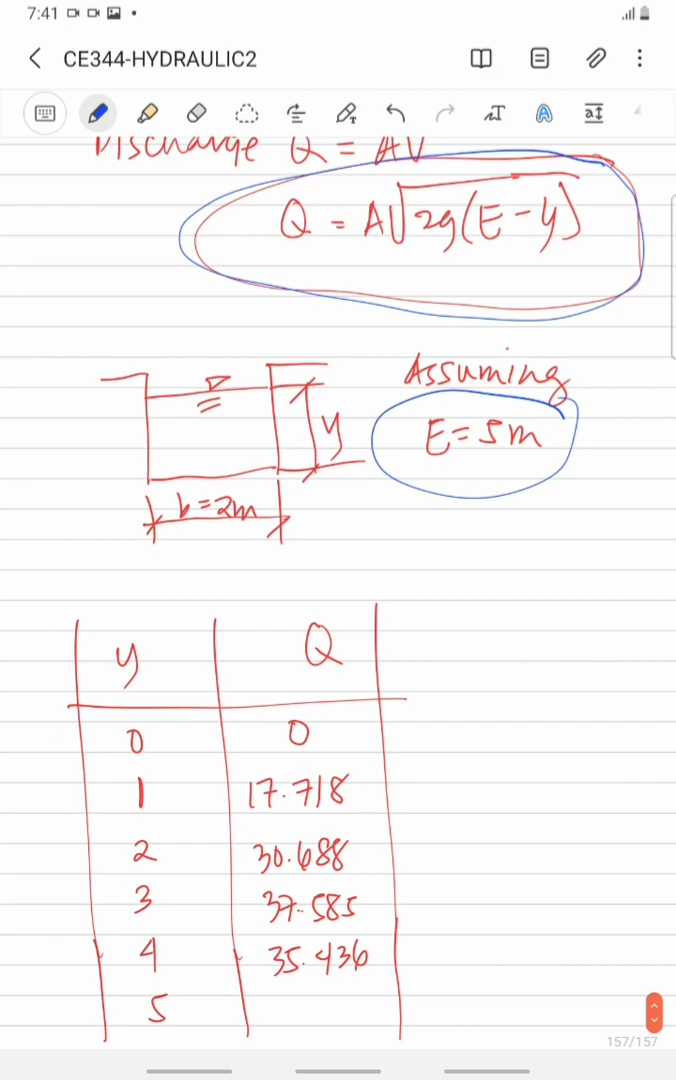 7:41
CE344-HYDRAULIC2
Discharge Q = AV
Q = A√2g(E-y)
Assuming
E=5m
y
b=2m
y Q
0 0
1 17.718
2 30.688
3 37.585
4 35.436
5
157/157